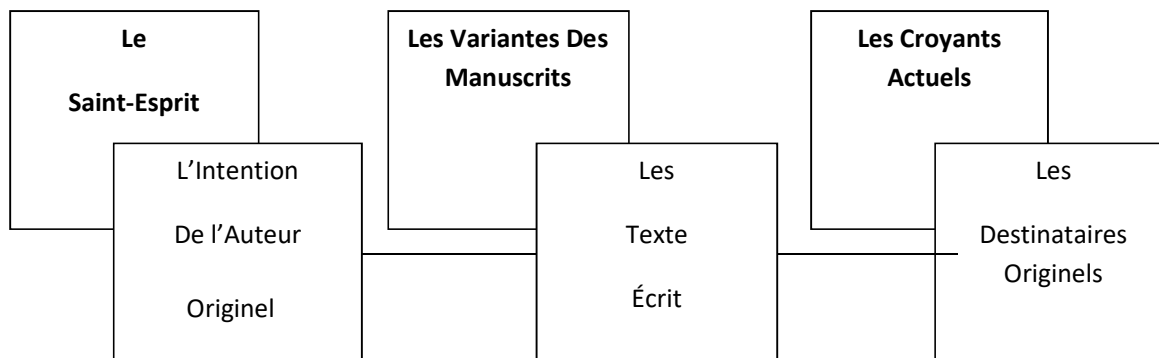 Le
Saint-Esprit
Les Variantes Des
Manuscrits
Les Croyants
Actuels
L’Intention
De l’Auteur
Originel
Les
Texte
Écrit
Les
Destinataires
Originels